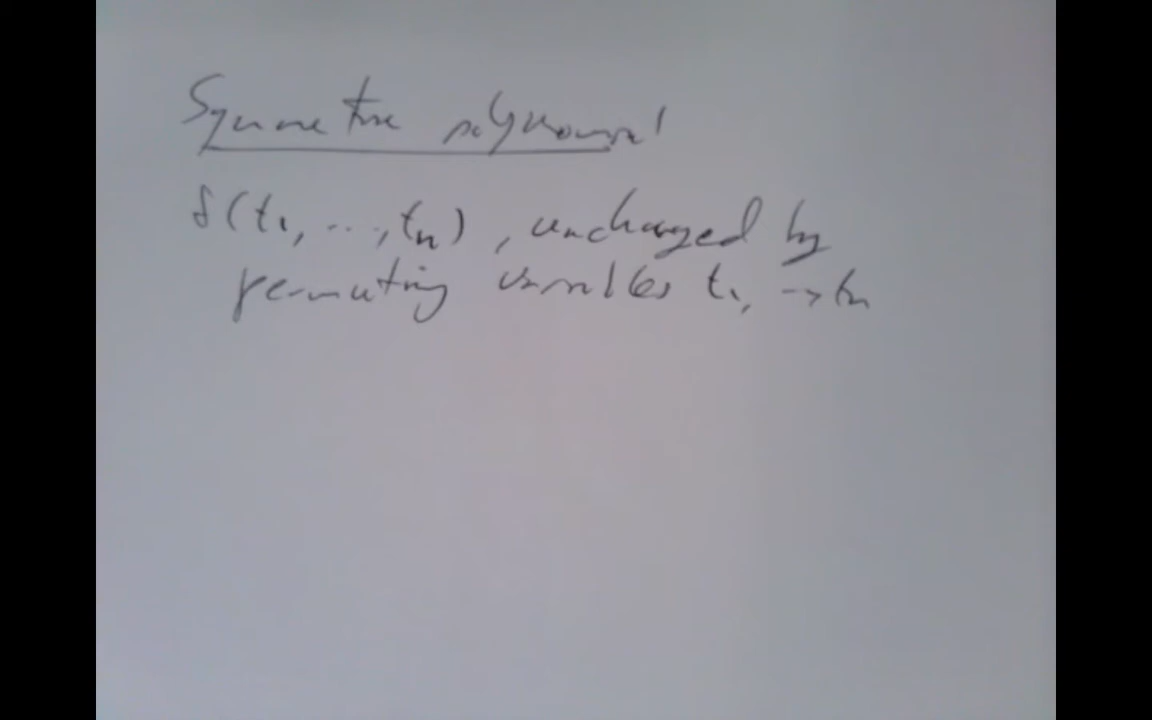 Symmetric polynomial
f(t₁, ..., tₙ), unchanged by
permuting variables t₁, ..., tₙ